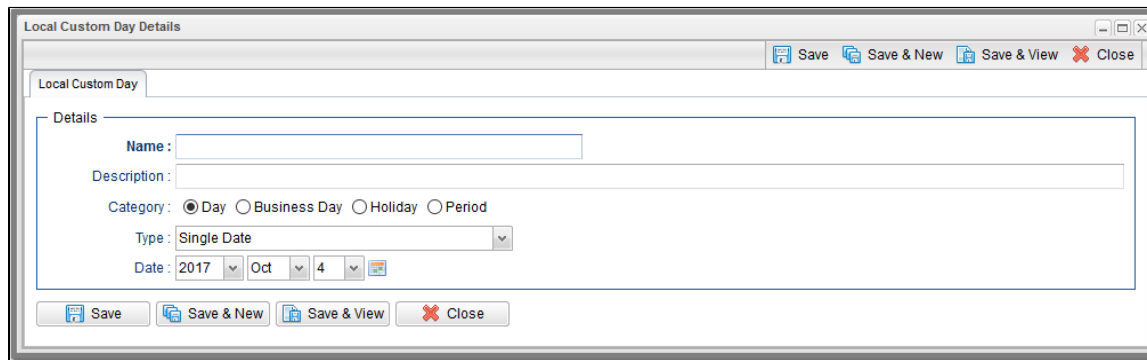 Local Custom Day Details
Save Save & New Save & View Close
Local Custom Day
Details
Name :
Description :
Category : Day Business Day Holiday Period
Type : Single Date
Date : 2017 Oct 4
Save Save & New Save & View Close